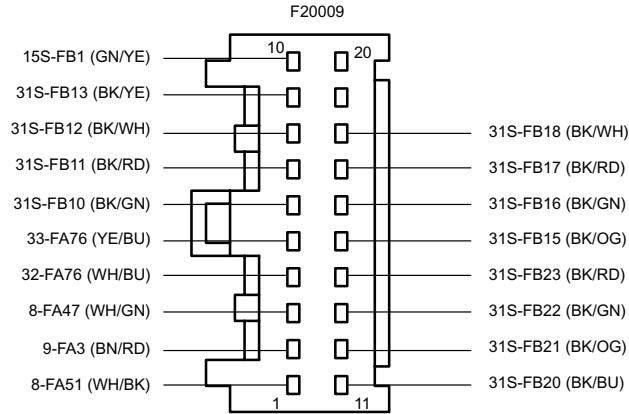 F20009
10
20
15S-FB1 (GN/YE)
31S-FB13 (BK/YE)
31S-FB12 (BK/WH)
31S-FB11 (BK/RD)
31S-FB10 (BK/GN)
33-FA76 (YE/BU)
32-FA76 (WH/BU)
8-FA47 (WH/GN)
9-FA3 (BN/RD)
8-FA51 (WH/BK)
31S-FB18 (BK/WH)
31S-FB17 (BK/RD)
31S-FB16 (BK/GN)
31S-FB15 (BK/OG)
31S-FB23 (BK/RD)
31S-FB22 (BK/GN)
31S-FB21 (BK/OG)
31S-FB20 (BK/BU)
1
11